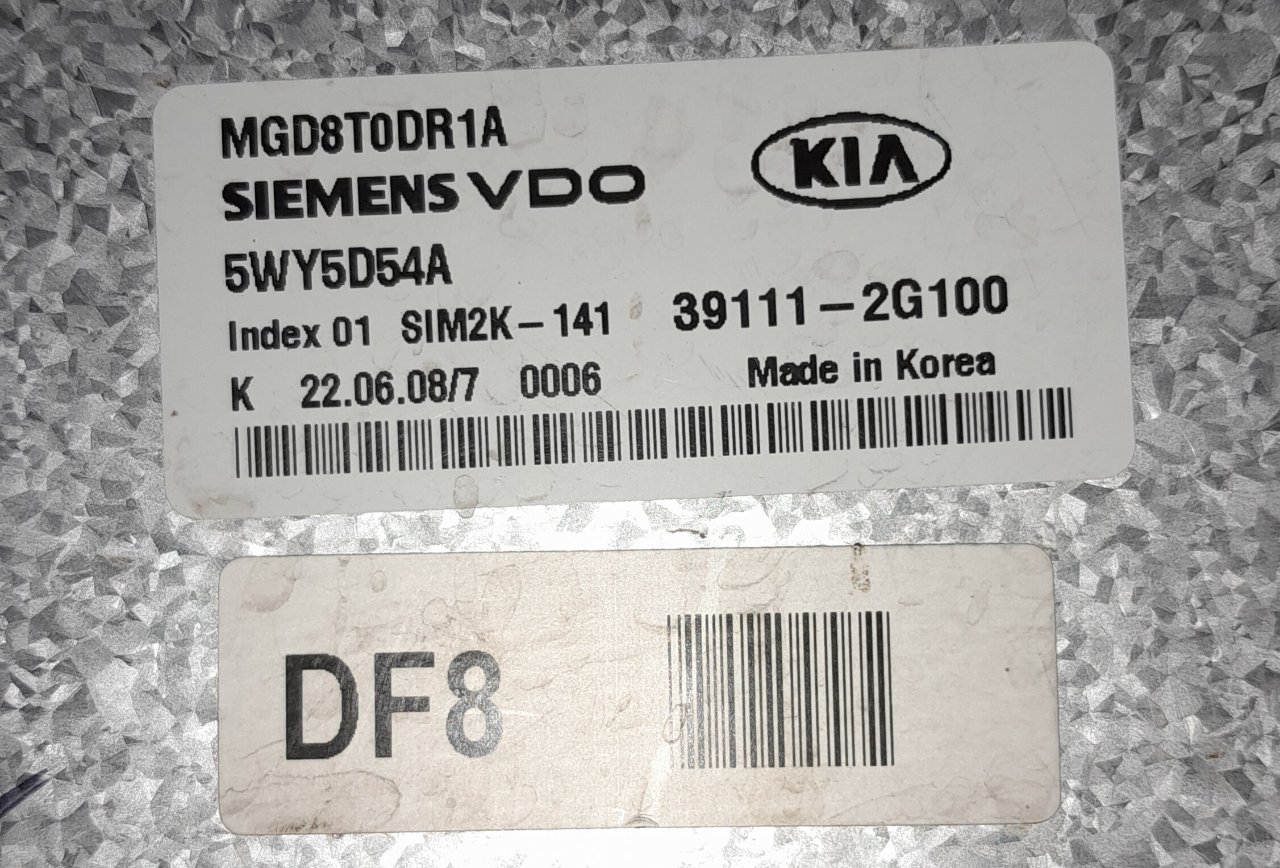 MGD8T0DR1A
SIEMENS VDO
KIA
5WY5D54A
Index 01 SIM2K-141 39111-2G100
K 22.06.08/7 0006 Made in Korea
DF8